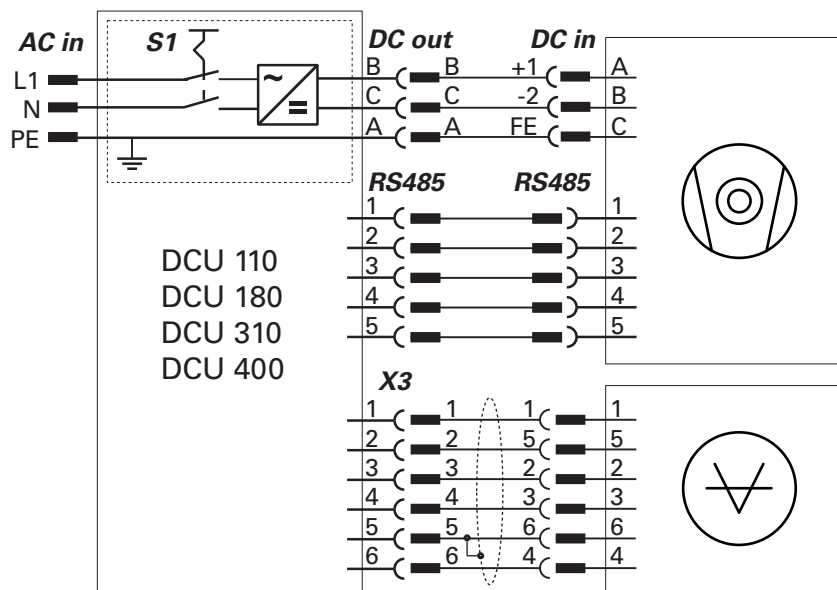 AC in S1 DC out DC in
L1 B B +1 A
N C C -2 B
PE A A FE C
RS485 RS485
1 1
2 2
3 3
4 4
5 5
DCU 110
DCU 180
DCU 310
DCU 400
X3
1 1 1 1
2 2 5 5
3 3 2 2
4 4 3 3
5 5 6 6
6 6 4 4